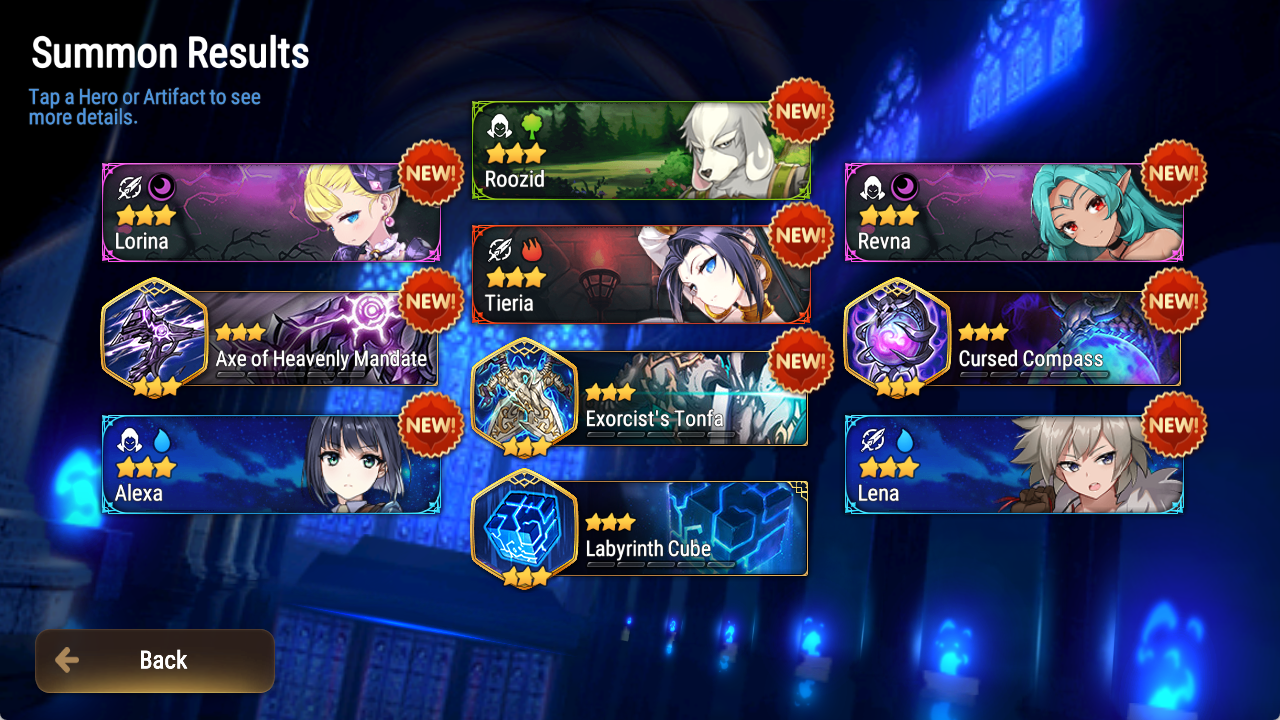 Summon Results
Tap a Hero or Artifact to see
more details.
NEW!
Lorina
NEW!
Axe of Heavenly Mandate
NEW!
Alexa
NEW!
Roozid
NEW!
Tieria
NEW!
Exorcist's Tonfa
Labyrinth Cube
NEW!
Revna
NEW!
Cursed Compass
NEW!
Lena
Back